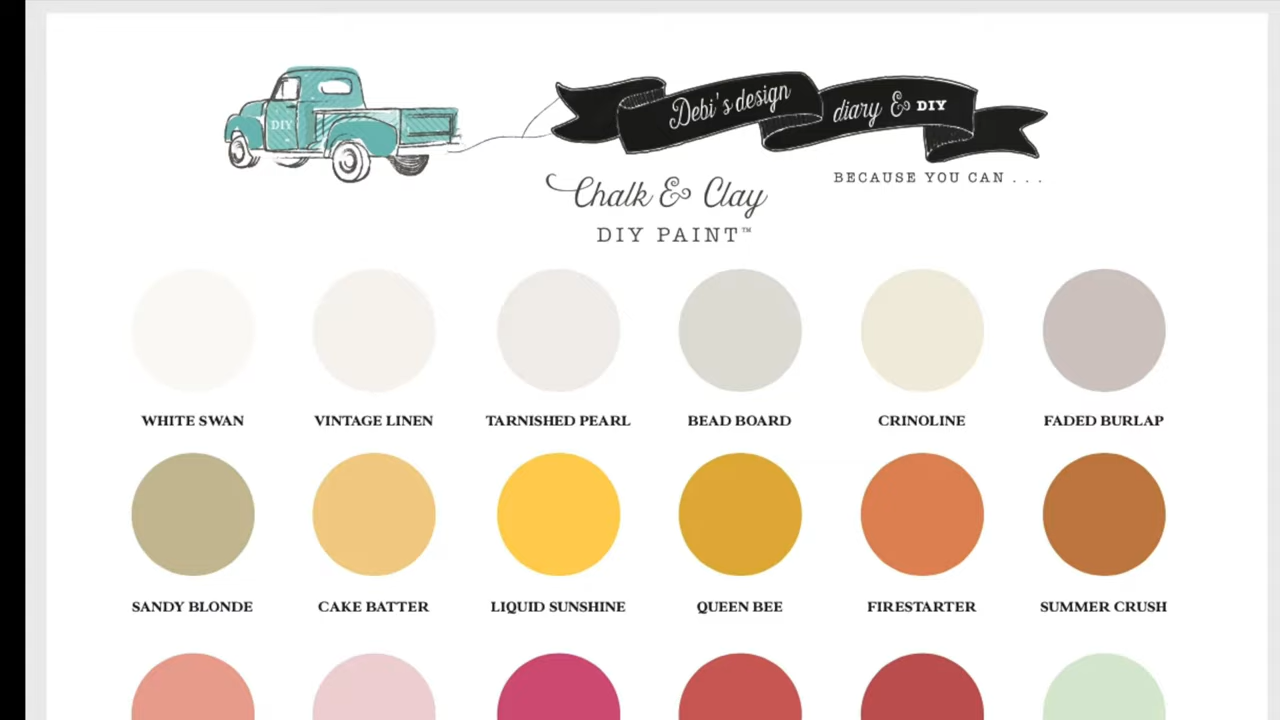 DIY
Debi's design
diary & DIY
BECAUSE YOU CAN . . .
Chalk & Clay
DIY PAINT™
WHITE SWAN
VINTAGE LINEN
TARNISHED PEARL
BEAD BOARD
CRINOLINE
FADED BURLAP
SANDY BLONDE
CAKE BATTER
LIQUID SUNSHINE
QUEEN BEE
FIRESTARTER
SUMMER CRUSH